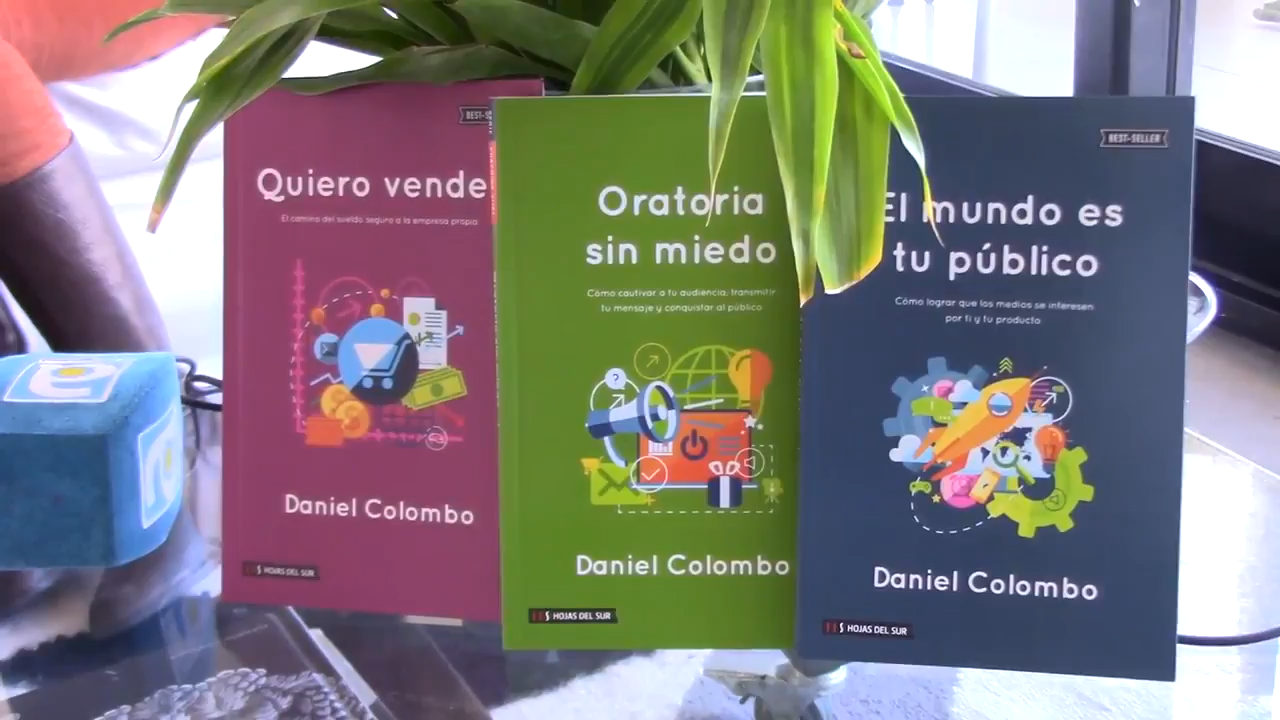 BEST-S
Quiero vende
El camino del sueldo seguro a la empresa propia
Daniel Colombo
HOJAS DEL SUR
Oratoria
sin miedo
Cómo cautivar a tu audiencia, transmitir
tu mensaje y conquistar al público
?
Daniel Colombo
HOJAS DEL SUR
BEST-SELLER
El mundo es
tu público
Cómo lograr que los medios se interesen
por ti y tu producto
Daniel Colombo
HOJAS DEL SUR